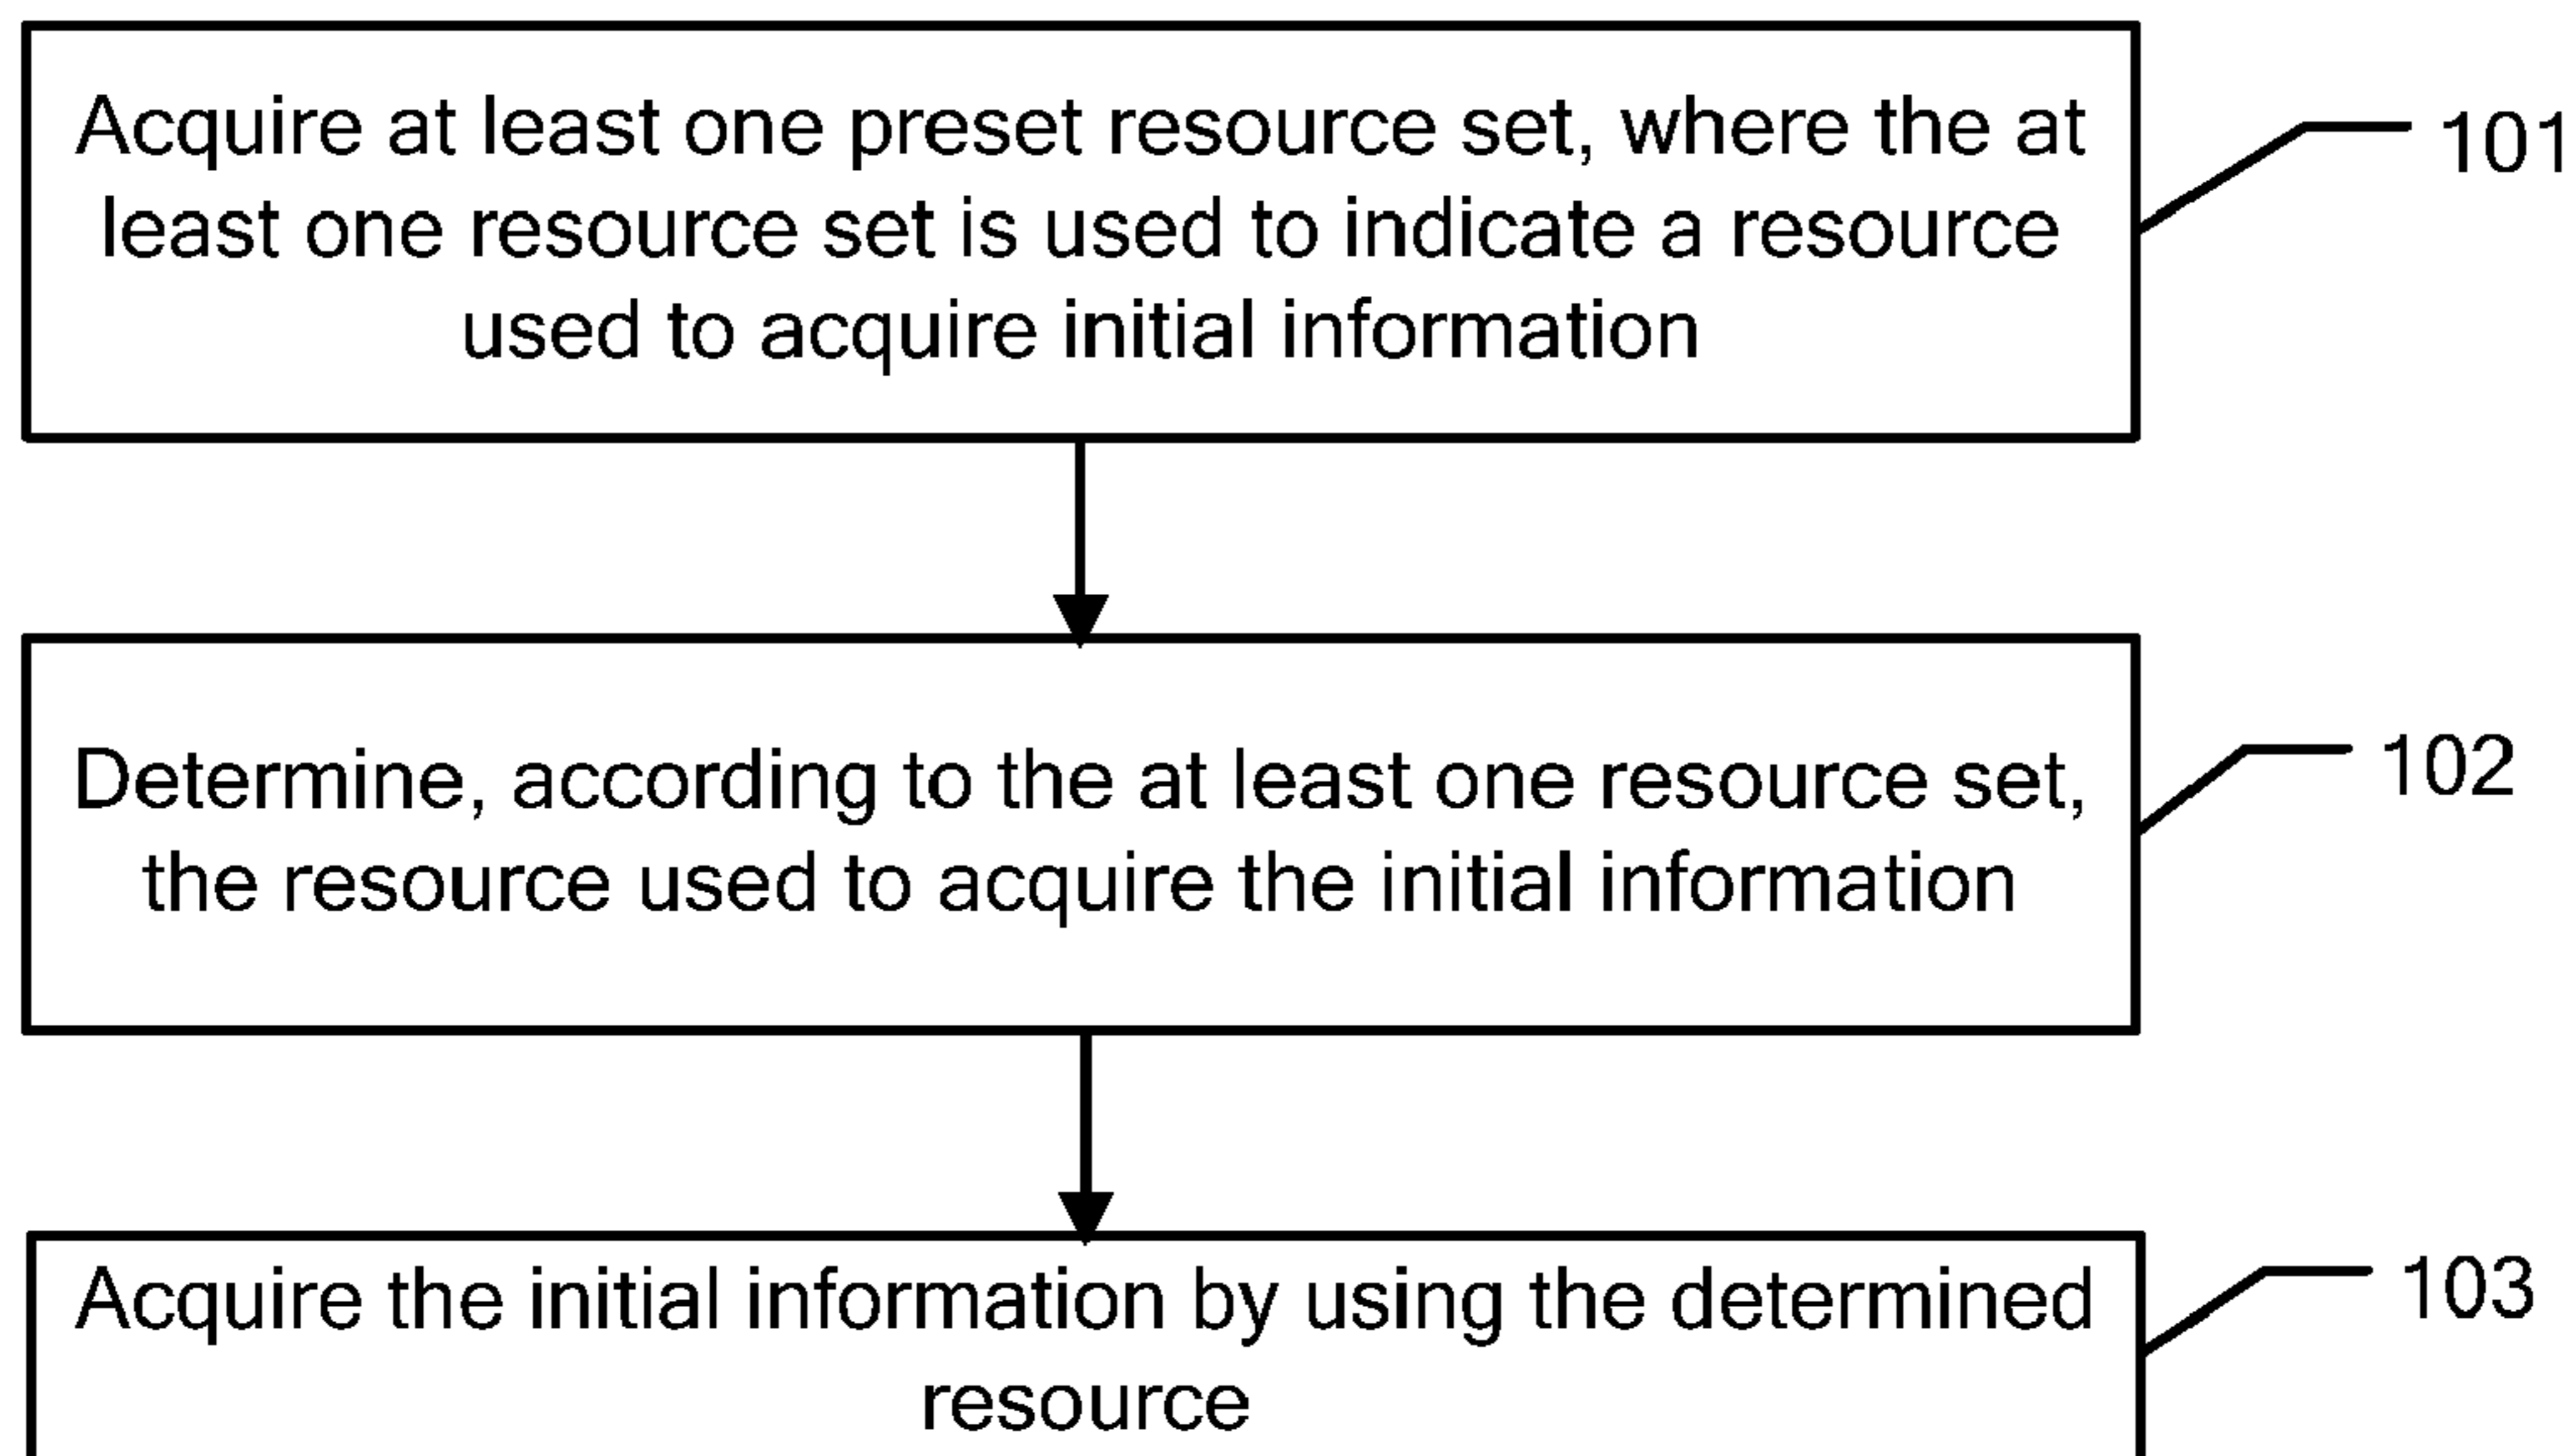 Acquire at least one preset resource set, where the at
least one resource set is used to indicate a resource
used to acquire initial information
101
Determine, according to the at least one resource set,
the resource used to acquire the initial information
102
Acquire the initial information by using the determined
resource
103